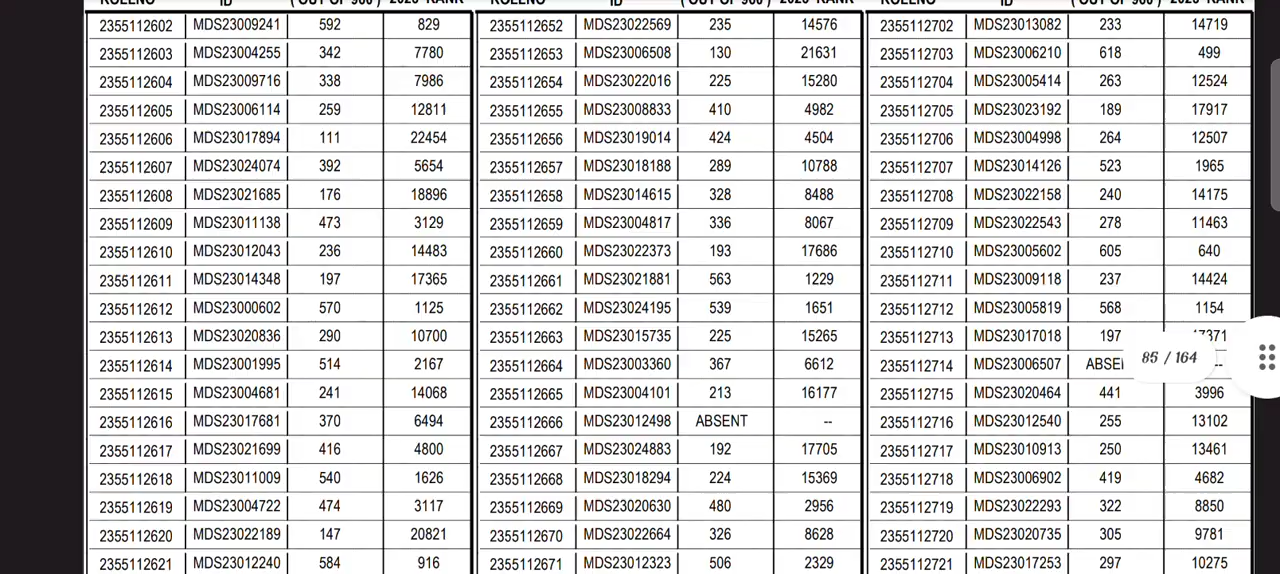 2355112602 MDS23009241 592 829 2355112652 MDS23022569 235 14576 2355112702 MDS23013082 233 14719
2355112603 MDS23004255 342 7780 2355112653 MDS23006508 130 21631 2355112703 MDS23006210 618 499
2355112604 MDS23009716 338 7986 2355112654 MDS23022016 225 15280 2355112704 MDS23005414 263 12524
2355112605 MDS23006114 259 12811 2355112655 MDS23008833 410 4982 2355112705 MDS23023192 189 17917
2355112606 MDS23017894 111 22454 2355112656 MDS23019014 424 4504 2355112706 MDS23004998 264 12507
2355112607 MDS23024074 392 5654 2355112657 MDS23018188 289 10788 2355112707 MDS23014126 523 1965
2355112608 MDS23021685 176 18896 2355112658 MDS23014615 328 8488 2355112708 MDS23022158 240 14175
2355112609 MDS23011138 473 3129 2355112659 MDS23004817 336 8067 2355112709 MDS23022543 278 11463
2355112610 MDS23012043 236 14483 2355112660 MDS23022373 193 17686 2355112710 MDS23005602 605 640
2355112611 MDS23014348 197 17365 2355112661 MDS23021881 563 1229 2355112711 MDS23009118 237 14424
2355112612 MDS23000602 570 1125 2355112662 MDS23024195 539 1651 2355112712 MDS23005819 568 1154
2355112613 MDS23020836 290 10700 2355112663 MDS23015735 225 15265 2355112713 MDS23017018 197
85 / 164
2355112614 MDS23001995 514 2167 2355112664 MDS23003360 367 6612 2355112714 MDS23006507
2355112615 MDS23004681 241 14068 2355112665 MDS23004101 213 16177 2355112715 MDS23020464 441 3996
2355112616 MDS23017681 370 6494 2355112666 MDS23012498 ABSENT -- 2355112716 MDS23012540 255 13102
2355112617 MDS23021699 416 4800 2355112667 MDS23024883 192 17705 2355112717 MDS23010913 250 13461
2355112618 MDS23011009 540 1626 2355112668 MDS23018294 224 15369 2355112718 MDS23006902 419 4682
2355112619 MDS23004722 474 3117 2355112669 MDS23020630 480 2956 2355112719 MDS23022293 322 8850
2355112620 MDS23022189 147 20821 2355112670 MDS23022664 326 8628 2355112720 MDS23020735 305 9781
2355112621 MDS23012240 584 916 2355112671 MDS23012323 506 2329 2355112721 MDS23017253 297 10275